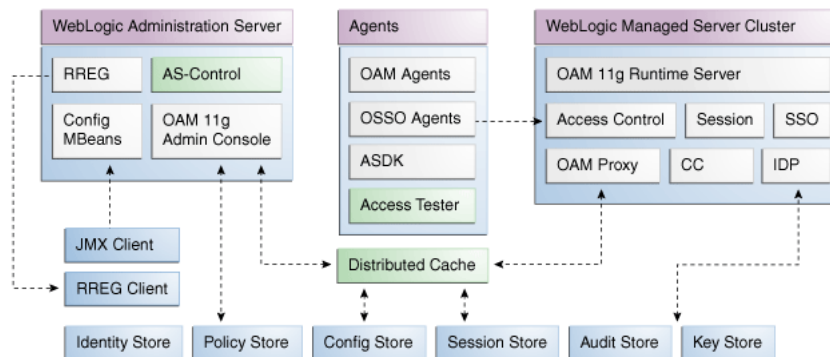 WebLogic Administration Server
Agents
WebLogic Managed Server Cluster
RREG
AS-Control
Config
MBeans
OAM 11g
Admin Console
OAM Agents
OSSO Agents
ASDK
Access Tester
OAM 11g Runtime Server
Access Control
Session
SSO
OAM Proxy
CC
IDP
JMX Client
RREG Client
Distributed Cache
Identity Store
Policy Store
Config Store
Session Store
Audit Store
Key Store